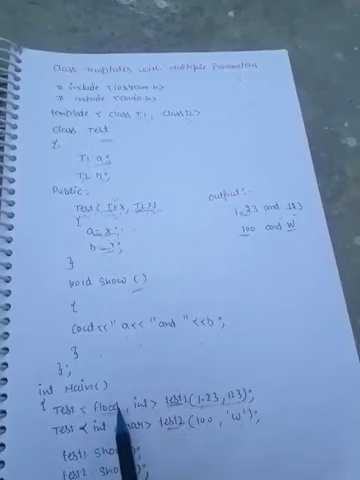 Class Templates with Multiple Parameters
# include <iostream.h>
# include <conio.h>
template < class T1, class T2>
Class Test
{
T1 a;
T2 b;
Public:
Test( T1 x, T2 y)
{
a = x;
b = y;
}
void show ()
{
Cout<<" a<< "and " <<b;
}
};
int Main()
{ Test < float, int> test1 (1.23, 123);
Test < int, char> test2 (100, 'W');
test1. show();
test2. show();
Output:-
1.23 and 123
100 and W